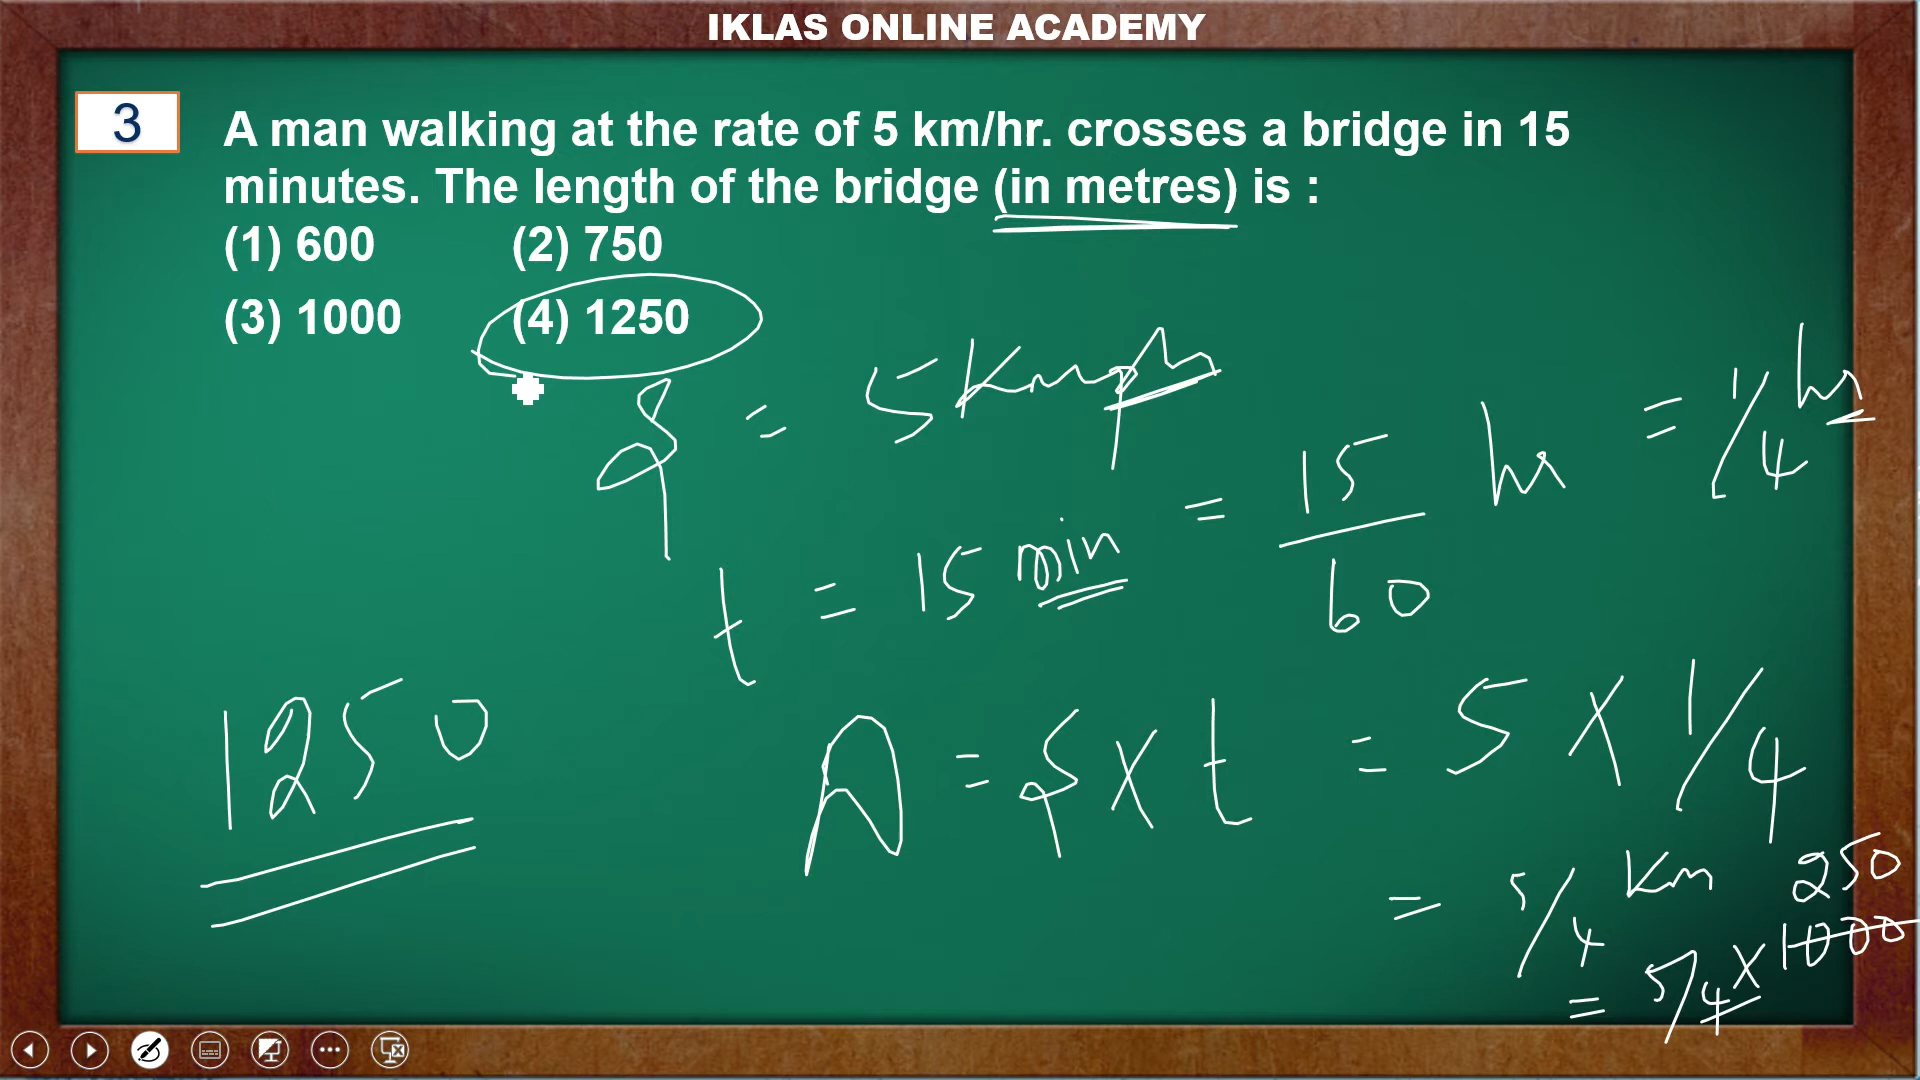 IKLAS ONLINE ACADEMY
3
A man walking at the rate of 5 km/hr. crosses a bridge in 15
minutes. The length of the bridge (in metres) is :
(1) 600 (2) 750
(3) 1000 (4) 1250
= 5 Kmph
t = 15 min = 15/60 hr = 1/4 hr
1250
= S x t = 5 x 1/4
= 5/4 Km
250
= 5/4 x 1000